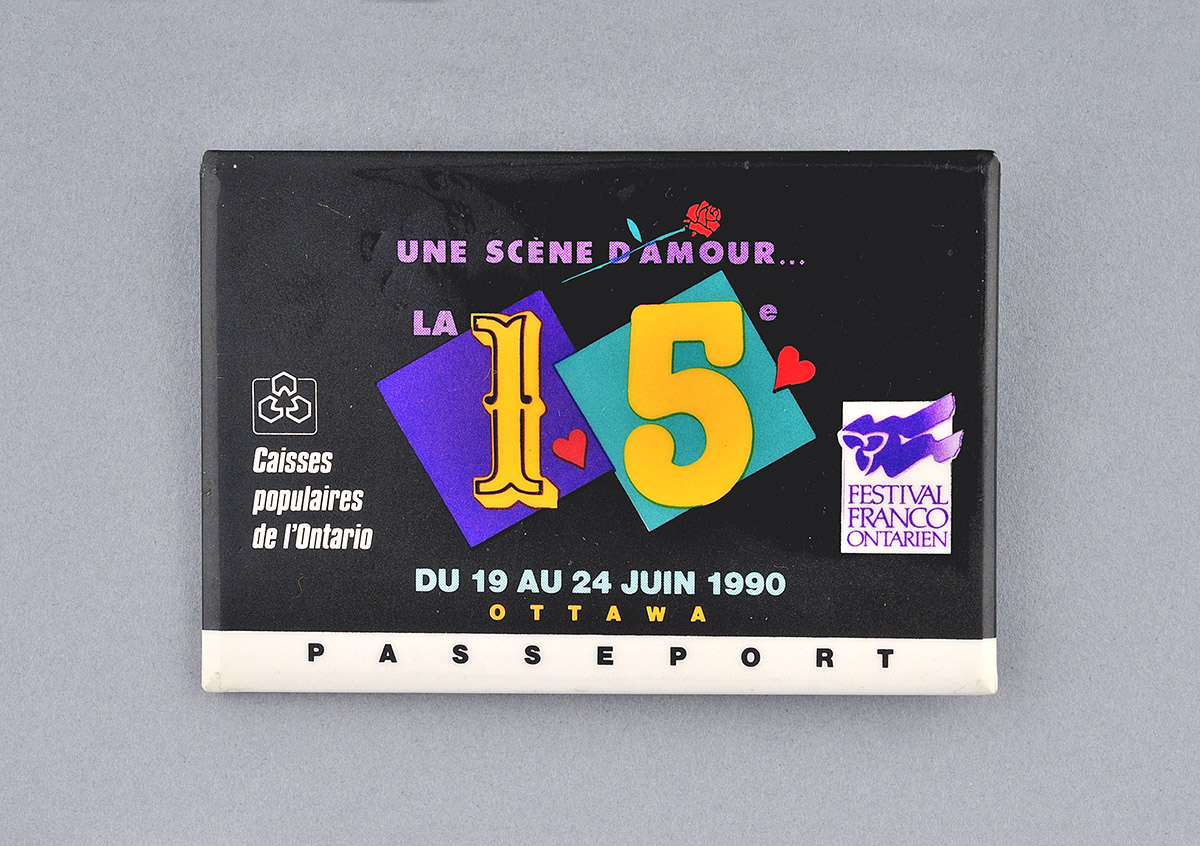 UNE SCÈNE D'AMOUR...
LA 15e
Caisses
populaires
de l'Ontario
FESTIVAL
FRANCO
ONTARIEN
DU 19 AU 24 JUIN 1990
OTTAWA
PASSEPORT